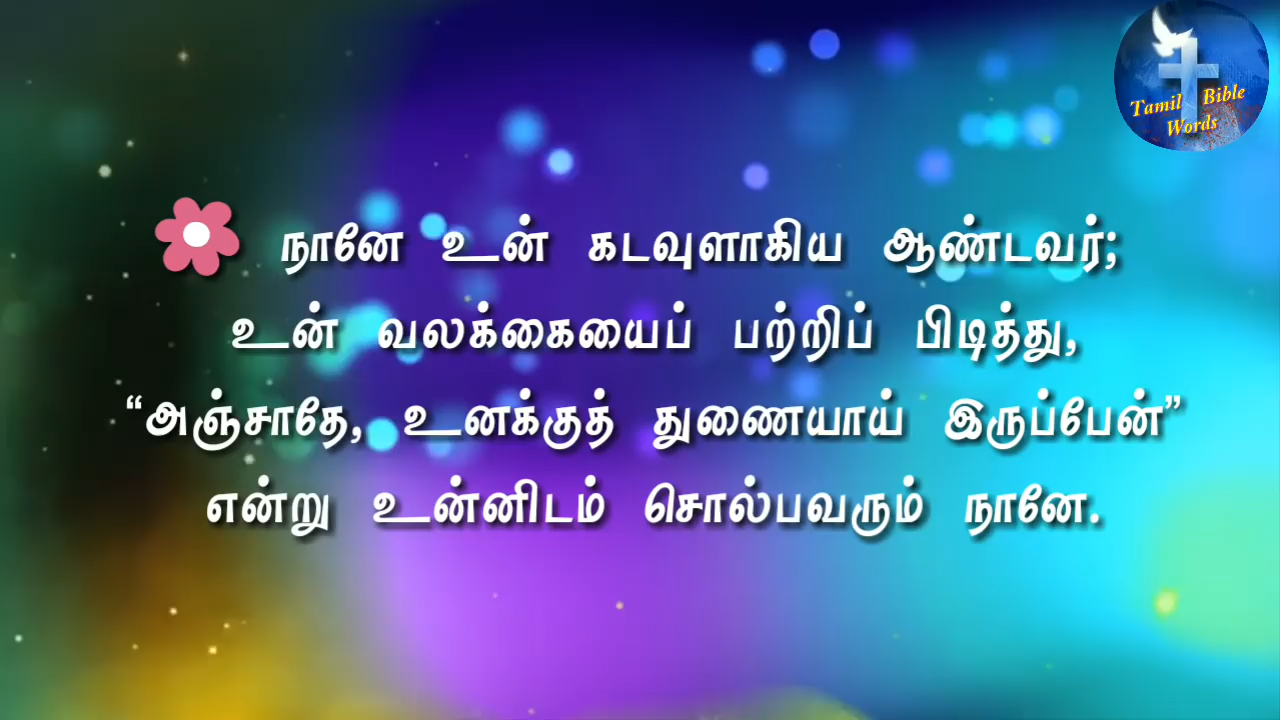 Tamil Bible
Words
நானே உன் கடவுளாகிய ஆண்டவர்;
உன் வலக்கையைப் பற்றிப் பிடித்து,
“அஞ்சாதே, உனக்குத் துணையாய் இருப்பேன்”
என்று உன்னிடம் சொல்பவரும் நானே.